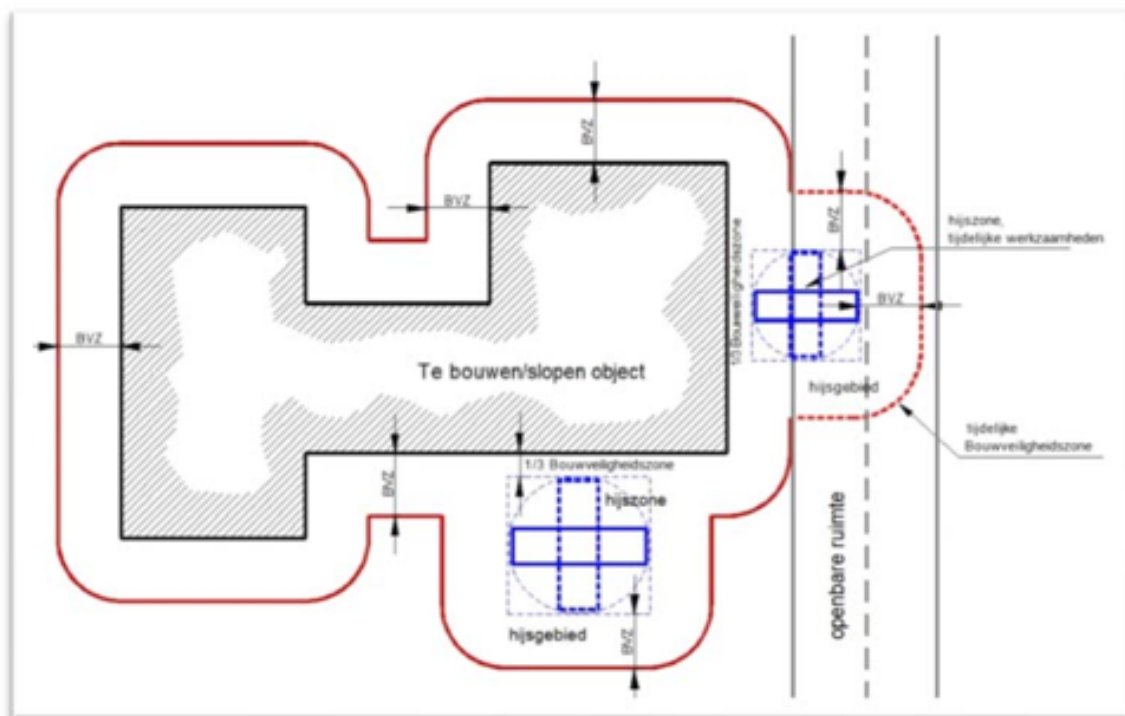 BVZ
BVZ
BVZ
BVZ
hijszone,
tijdelijke werkzaamheden
BVZ
1/3 Bouwveiligheidszone
BVZ
Te bouwen/slopen object
hijsgebied
tijdelijke
Bouwveiligheidszone
BVZ
1/3 Bouwveiligheidszone
hijszone
openbare ruimte
hijsgebied
BVZ